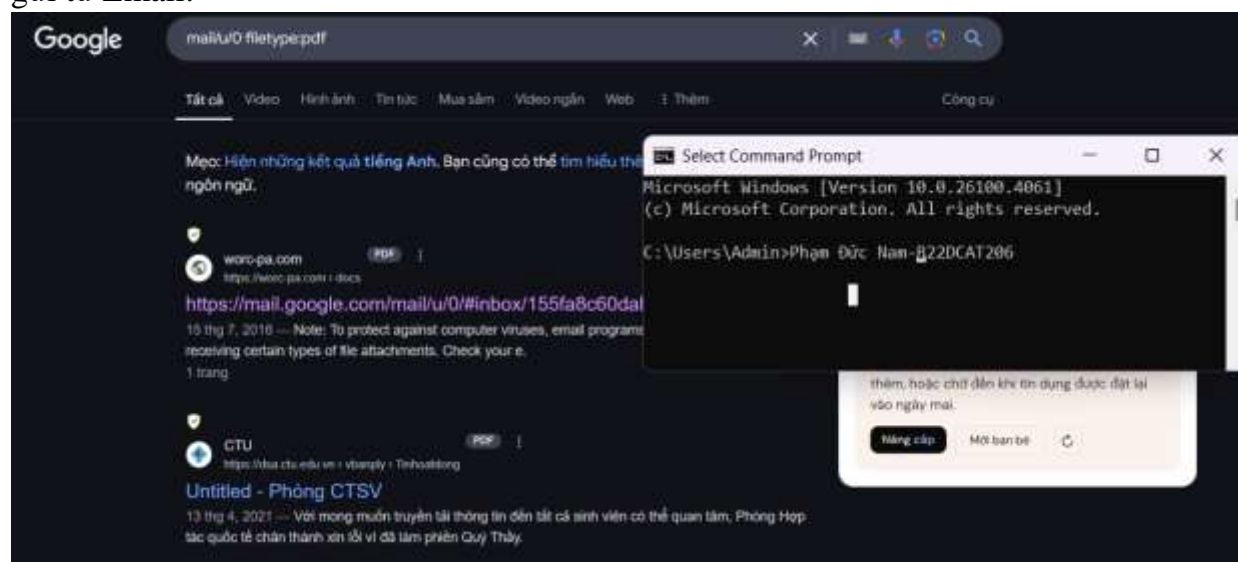 gửi từ Email.
Google
mail/u/0 filetype:pdf
Tất cả Video Hình ảnh Tin tức Mua sắm Video ngắn Web Thêm Công cụ
Mẹo: Hiện những kết quả tiếng Anh. Bạn cũng có thể tìm hiểu thê
ngôn ngữ.
worc-pa.com PDF
https://worc-pa.com › docs
https://mail.google.com/mail/u/0/#inbox/155fa8c60dal
thg 7, 2016 — Note: To protect against computer viruses, email programs
receiving certain types of file attachments. Check your e.
1 trang
CTU PDF
Untitled - Phòng CTSV
13 thg 4, 2021 — Với mong muốn truyền tải thông tin đến tất cả sinh viên có thể quan tâm, Phòng Hợp
tác quốc tế chân thành xin lỗi vì đã làm phiền Quý Thầy.
Select Command Prompt
Microsoft Windows [Version 10.0.26100.4061]
(c) Microsoft Corporation. All rights reserved.
C:\Users\Admin>Phạm Đức Nam-B22DCAT206
thêm, hoặc chờ đến khi tín dụng được đặt lại
vào ngày mai.
Nâng cấp Mời bạn bè